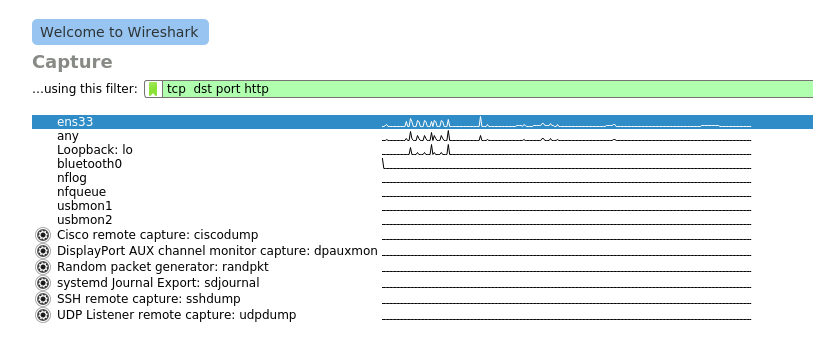 Welcome to Wireshark
Capture
...using this filter: tcp dst port http
ens33
any
Loopback: lo
bluetooth0
nflog
nfqueue
usbmon1
usbmon2
Cisco remote capture: ciscodump
DisplayPort AUX channel monitor capture: dpauxmon
Random packet generator: randpkt
systemd Journal Export: sdjournal
SSH remote capture: sshdump
UDP Listener remote capture: udpdump